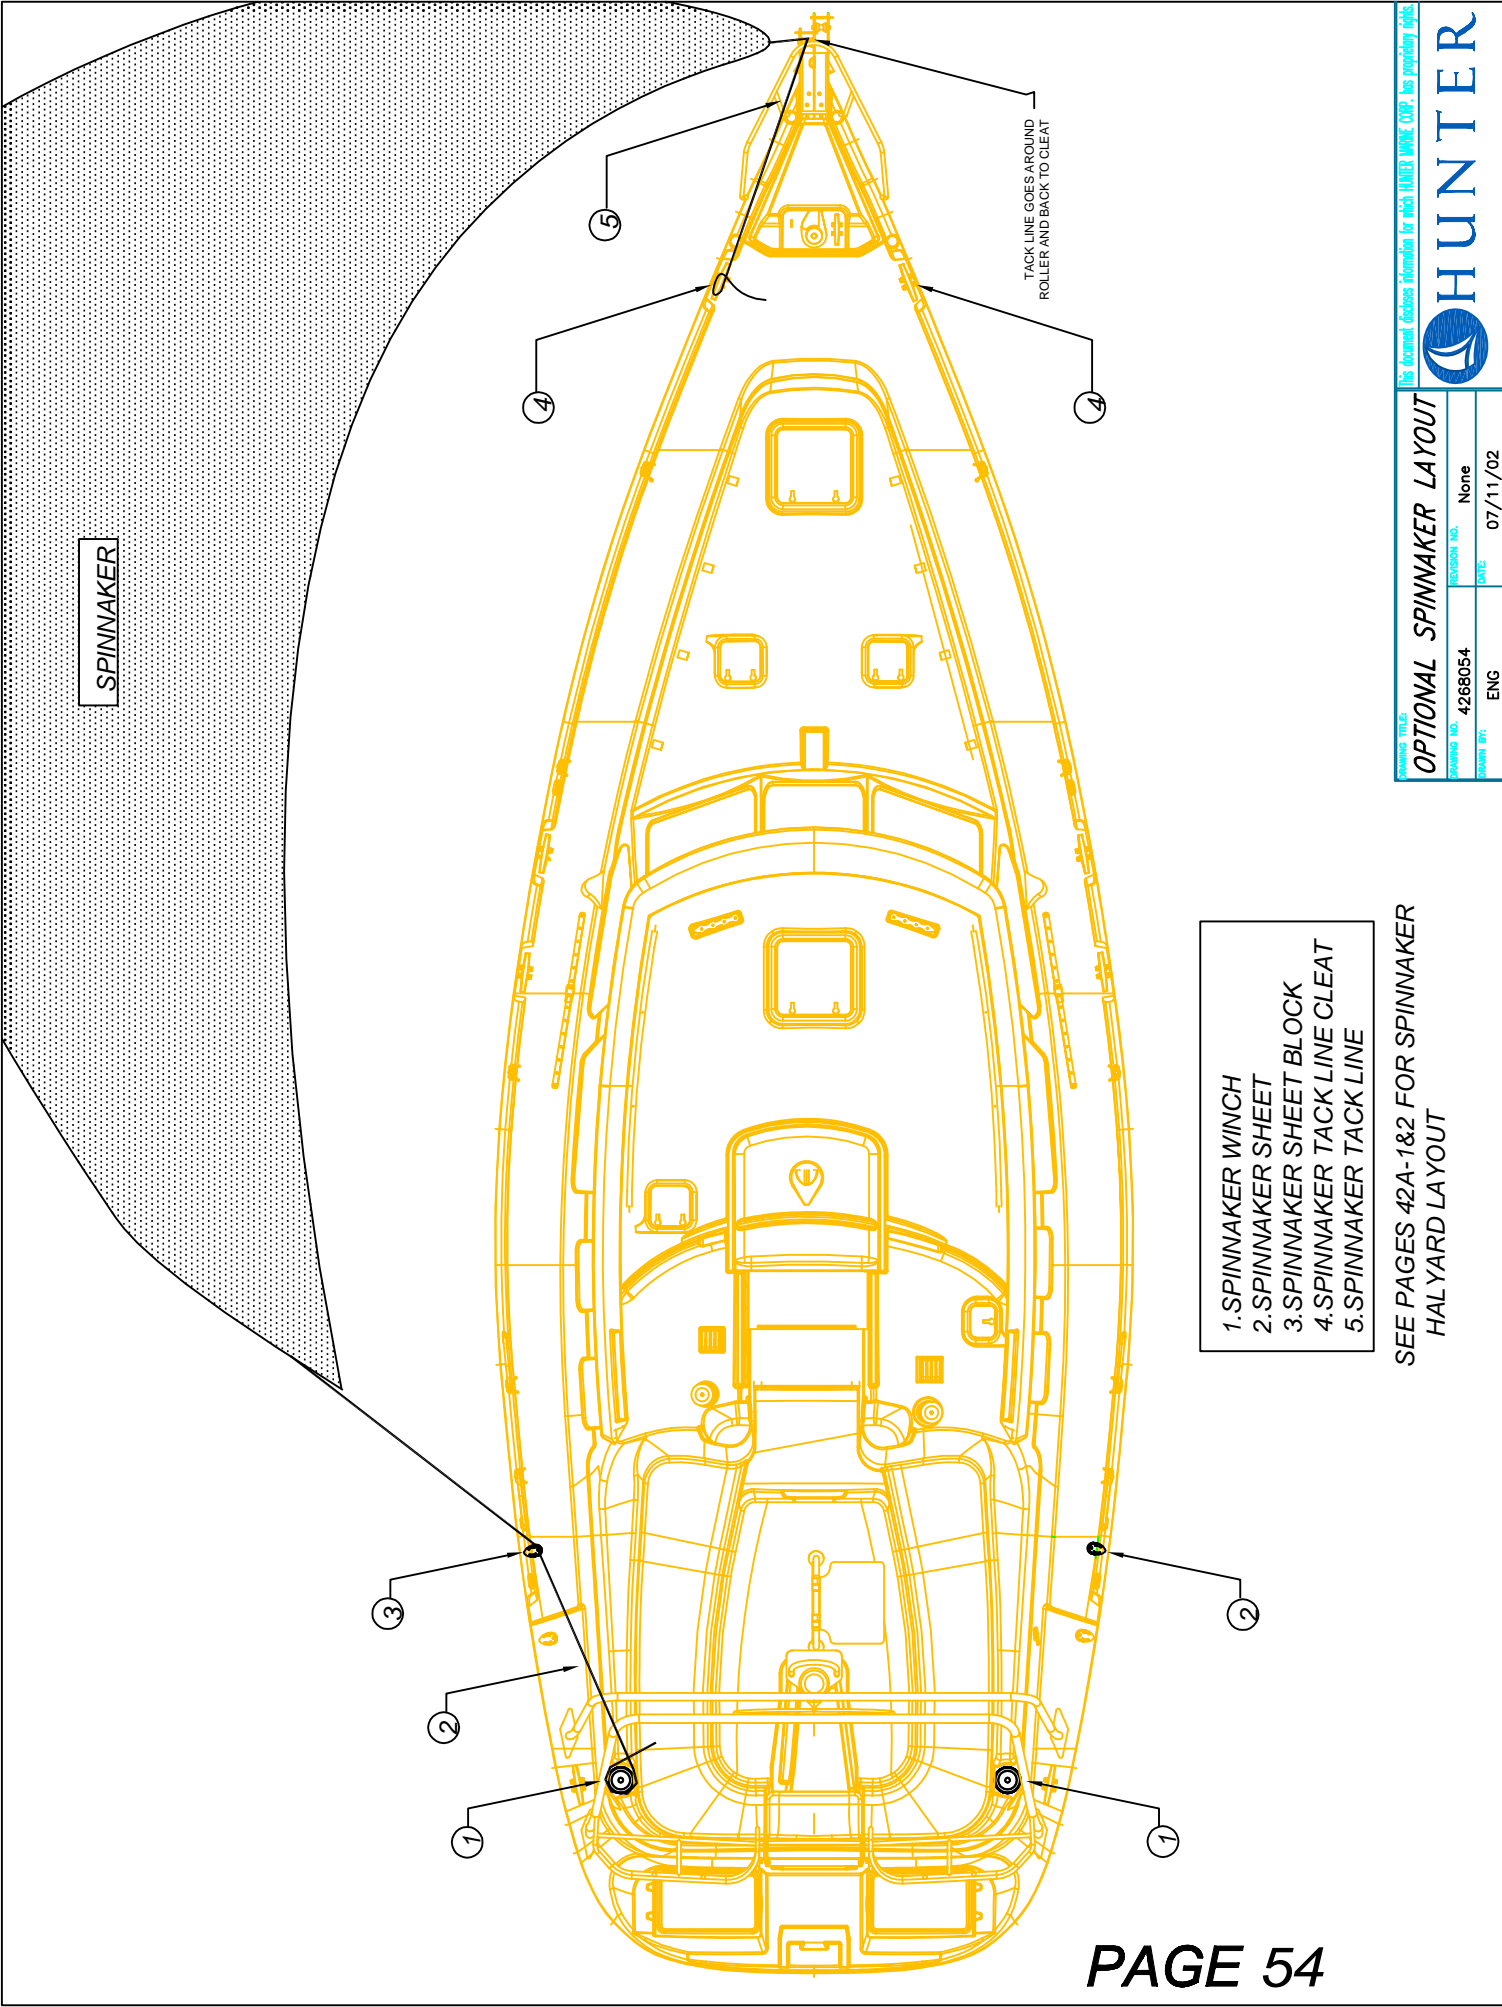 SPINNAKER
5
4
4
TACK LINE GOES AROUND
ROLLER AND BACK TO CLEAT
3
2
2
1
1
1.SPINNAKER WINCH
2.SPINNAKER SHEET
3.SPINNAKER SHEET BLOCK
4.SPINNAKER TACK LINE CLEAT
5.SPINNAKER TACK LINE
SEE PAGES 42A-1&2 FOR SPINNAKER
HALYARD LAYOUT
This document discloses information for which HUNTER MARINE CORP. has proprietary rights.
HUNTER
DRAWING TITLE:
OPTIONAL SPINNAKER LAYOUT
DRAWING NO. 4268054
REVISION NO. None
DRAWN BY: ENG
DATE: 07/11/02
PAGE 54